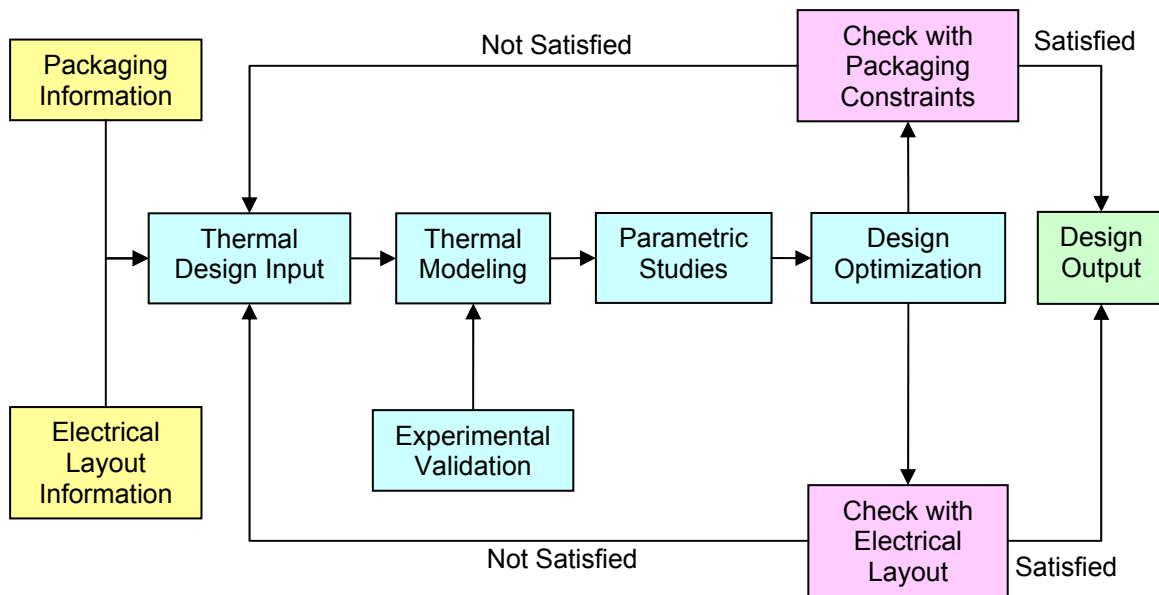 Packaging
Information
Not Satisfied
Check with
Packaging
Constraints
Satisfied
Thermal
Design Input
Thermal
Modeling
Parametric
Studies
Design
Optimization
Design
Output
Electrical
Layout
Information
Experimental
Validation
Not Satisfied
Check with
Electrical
Layout
Satisfied